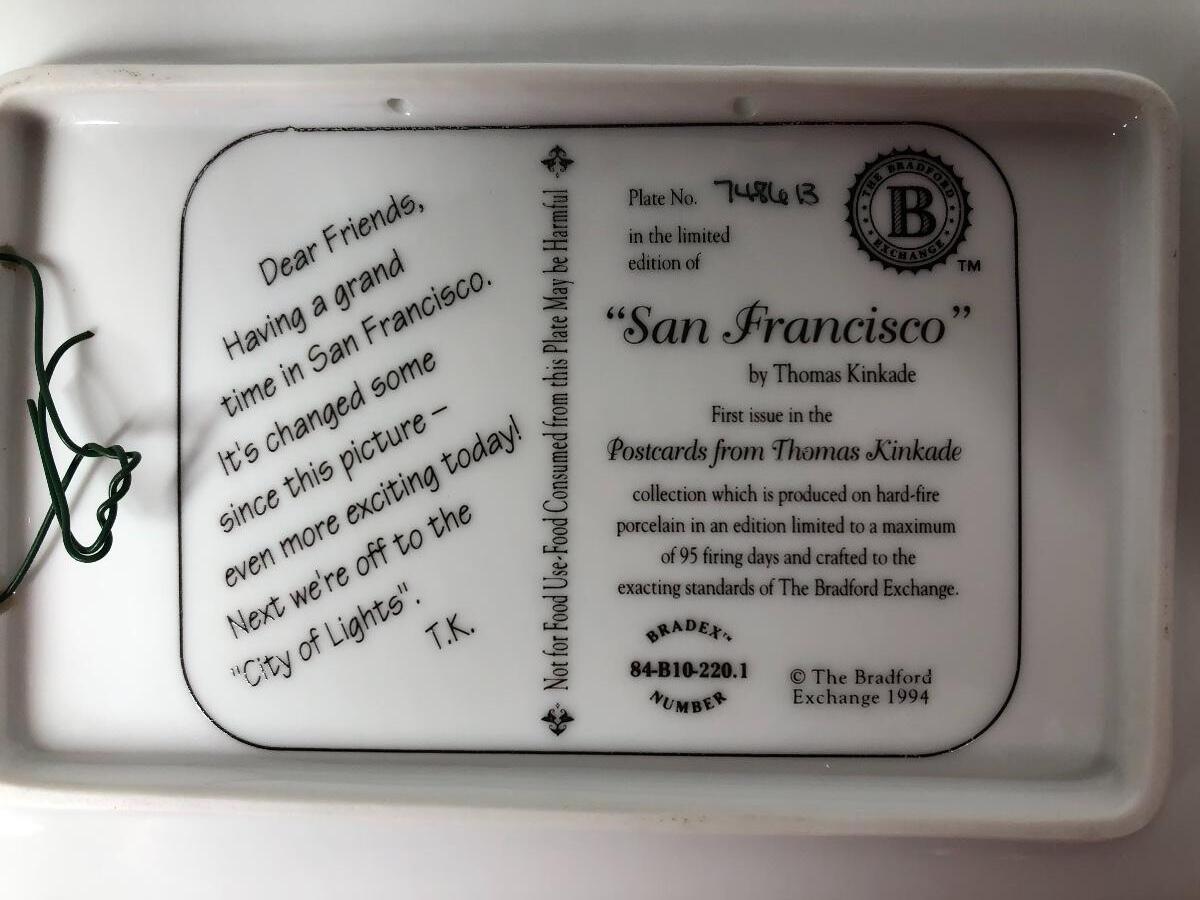 Dear Friends,
Having a grand
time in San Francisco.
It's changed some
since this picture –
even more exciting today!
Next we're off to the
"City of Lights".
T.K.
Not for Food Use-Food Consumed from this Plate May be Harmful
Plate No. 7486 B
in the limited
edition of
THE BRADFORD
B
EXCHANGE
TM
“San Francisco”
by Thomas Kinkade
First issue in the
Postcards from Thomas Kinkade
collection which is produced on hard-fire
porcelain in an edition limited to a maximum
of 95 firing days and crafted to the
exacting standards of The Bradford Exchange.
BRADEX™
84-B10-220.1
NUMBER
© The Bradford
Exchange 1994